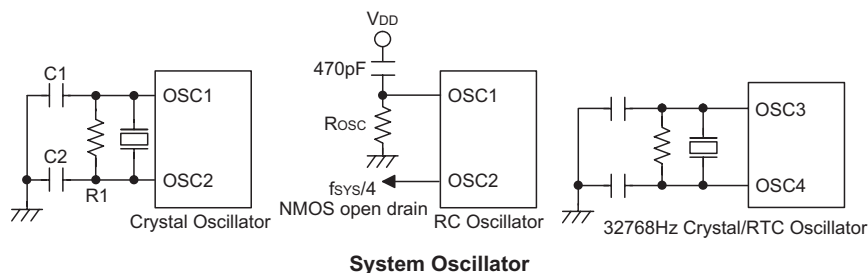 C1
OSC1
C2
OSC2
R1
Crystal Oscillator
VDD
470pF
OSC1
ROSC
fSYS/4
OSC2
NMOS open drain
RC Oscillator
OSC3
OSC4
32768Hz Crystal/RTC Oscillator
System Oscillator